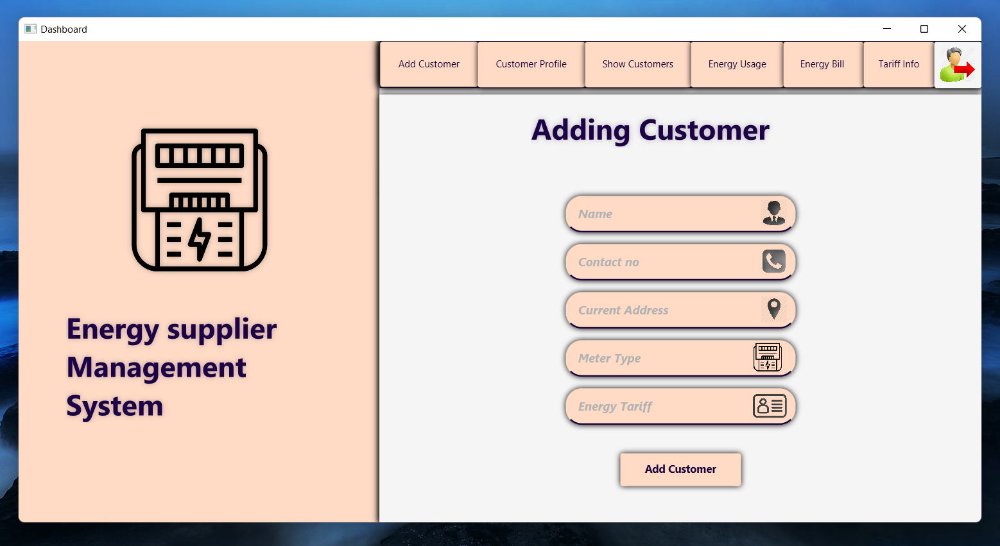 Dashboard
Add Customer
Customer Profile
Show Customers
Energy Usage
Energy Bill
Tariff Info
Energy supplier
Management
System
Adding Customer
Name
Contact no
Current Address
Meter Type
Energy Tariff
Add Customer